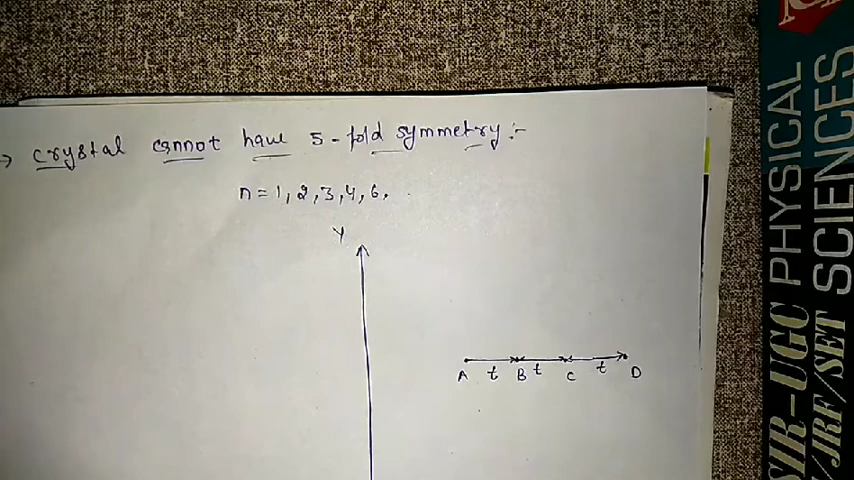 → crystal cannot have 5-fold symmetry :-
n = 1, 2, 3, 4, 6.
Y
A t B t C t D
PHYSICAL
SCIENCES
SIR-UGC
/JRF/SET